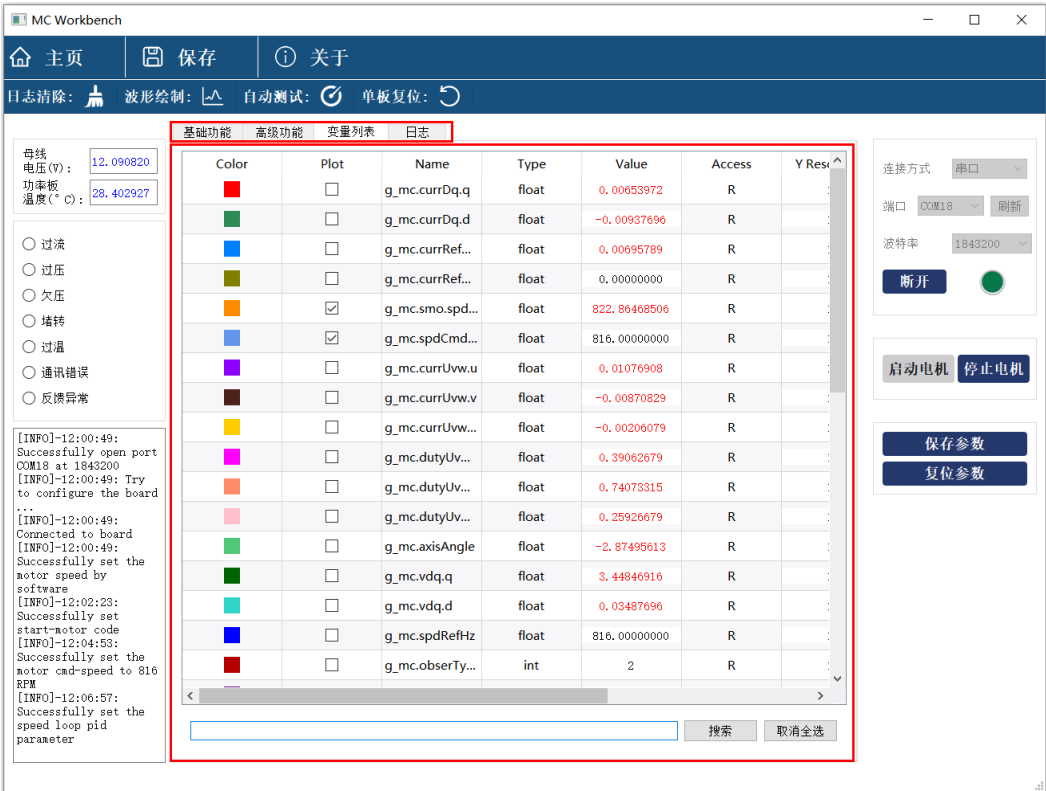 MC Workbench
主页 保存 关于
日志清除: 波形绘制: 自动测试: 单板复位:
基础功能 高级功能 变量列表 日志
母线
电压(V): 12.090820
功率板
温度(°C): 28.402927
过流
过压
欠压
堵转
过温
通讯错误
反馈异常
[INFO]-12:00:49:
Successfully open port
COM18 at 1843200
[INFO]-12:00:49: Try
to configure the board
...
[INFO]-12:00:49:
Connected to board
[INFO]-12:00:49:
Successfully set the
motor speed by
software
[INFO]-12:02:23:
Successfully set
start-motor code
[INFO]-12:04:53:
Successfully set the
motor cmd-speed to 816
RPM
[INFO]-12:06:57:
Successfully set the
speed loop pid
parameter
Color Plot Name Type Value Access Y Reso
g_mc.currDq.q float 0.00653972 R
g_mc.currDq.d float -0.00937696 R
g_mc.currRef... float 0.00695789 R
g_mc.currRef... float 0.00000000 R
g_mc.smo.spd... float 822.86468506 R
g_mc.spdCmd... float 816.00000000 R
g_mc.currUvw.u float 0.01076908 R
g_mc.currUvw.v float -0.00870829 R
g_mc.currUvw... float -0.00206079 R
g_mc.dutyUv... float 0.39062679 R
g_mc.dutyUv... float 0.74073315 R
g_mc.dutyUv... float 0.25926679 R
g_mc.axisAngle float -2.87495613 R
g_mc.vdq.q float 3.44846916 R
g_mc.vdq.d float 0.03487696 R
g_mc.spdRefHz float 816.00000000 R
g_mc.obserTy... int 2 R
搜索 取消全选
连接方式 串口
端口 COM18 刷新
波特率 1843200
断开
启动电机 停止电机
保存参数
复位参数